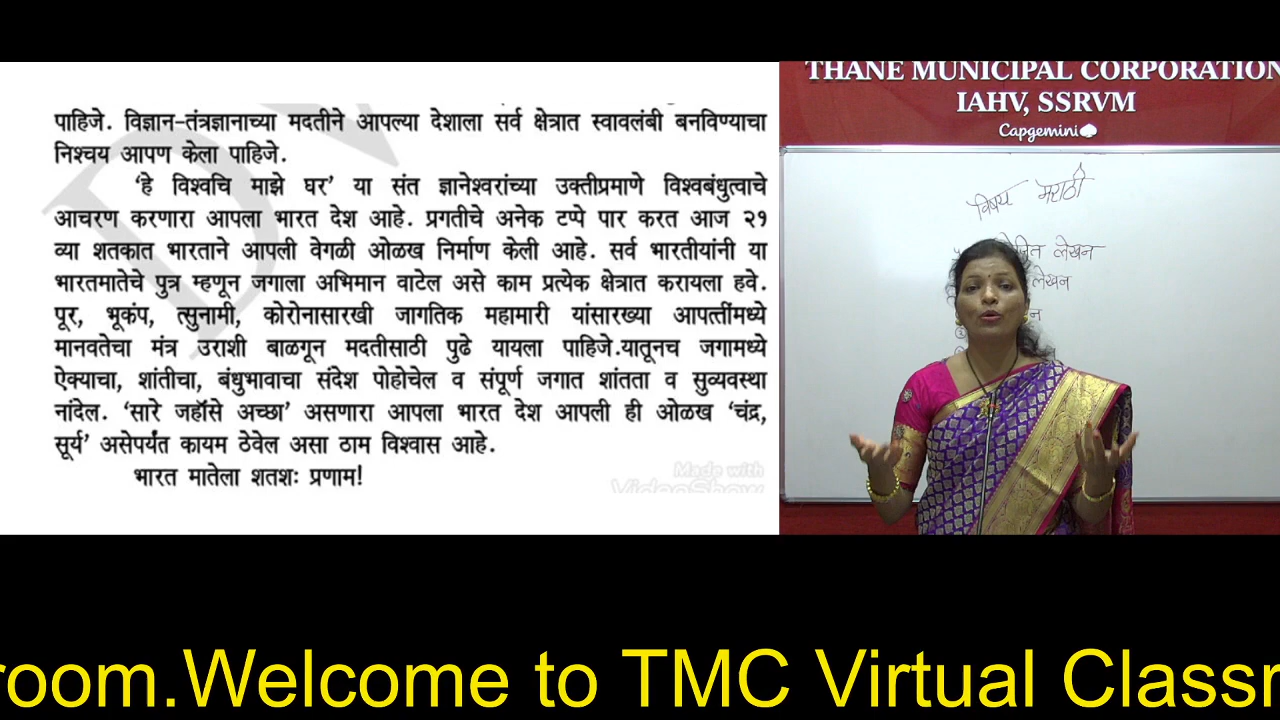 पाहिजे. विज्ञान-तंत्रज्ञानाच्या मदतीने आपल्या देशाला सर्व क्षेत्रात स्वावलंबी बनविण्याचा
निश्चय आपण केला पाहिजे.
‘हे विश्वचि माझे घर’ या संत ज्ञानेश्वरांच्या उक्तीप्रमाणे विश्वबंधुत्वाचे
आचरण करणारा आपला भारत देश आहे. प्रगतीचे अनेक टप्पे पार करत आज २१
व्या शतकात भारताने आपली वेगळी ओळख निर्माण केली आहे. सर्व भारतीयांनी या
भारतमातेचे पुत्र म्हणून जगाला अभिमान वाटेल असे काम प्रत्येक क्षेत्रात करायला हवे.
पूर, भूकंप, त्सुनामी, कोरोनासारखी जागतिक महामारी यांसारख्या आपत्तींमध्ये
मानवतेचा मंत्र उराशी बाळगून मदतीसाठी पुढे यायला पाहिजे.यातूनच जगामध्ये
ऐक्याचा, शांतीचा, बंधुभावाचा संदेश पोहोचेल व संपूर्ण जगात शांतता व सुव्यवस्था
नांदेल. ‘सारे जहाँसे अच्छा’ असणारा आपला भारत देश आपली ही ओळख ‘चंद्र,
सूर्य’ असेपर्यंत कायम ठेवेल असा ठाम विश्वास आहे.
भारत मातेला शतशः प्रणाम!
Made with
VideoShow
THANE MUNICIPAL CORPORATION
IAHV, SSRVM
Capgemini
विषय मराठी
लेखन
लेखन
room.Welcome to TMC Virtual Classr